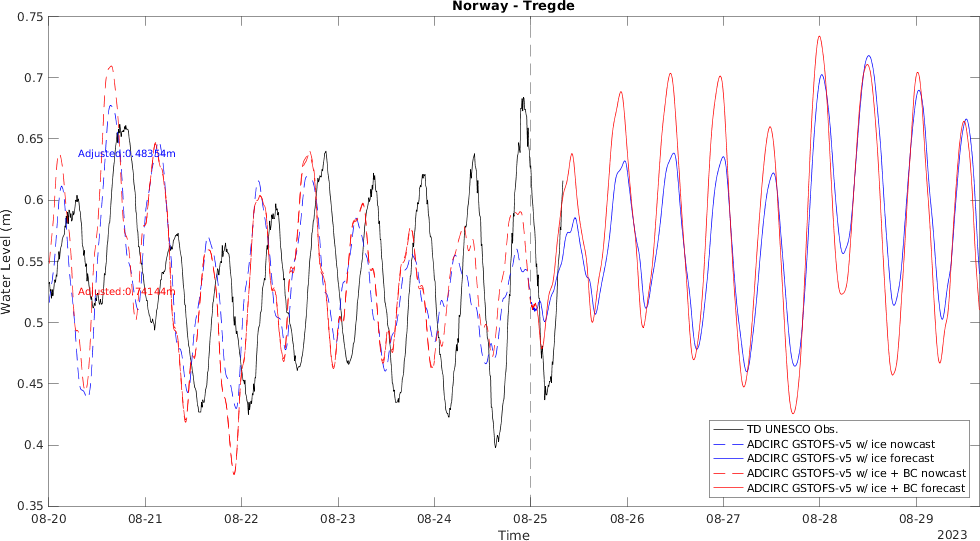 Norway - Tregde
0.75
0.7
0.65
0.6
0.55
0.5
0.45
0.4
0.35
Water Level (m)
Adjusted:0.48354m
Adjusted:0.74144m
TD UNESCO Obs.
ADCIRC GSTOFS-v5 w/ ice nowcast
ADCIRC GSTOFS-v5 w/ ice forecast
ADCIRC GSTOFS-v5 w/ ice + BC nowcast
ADCIRC GSTOFS-v5 w/ ice + BC forecast
08-20 08-21 08-22 08-23 08-24 08-25 08-26 08-27 08-28 08-29
Time
2023